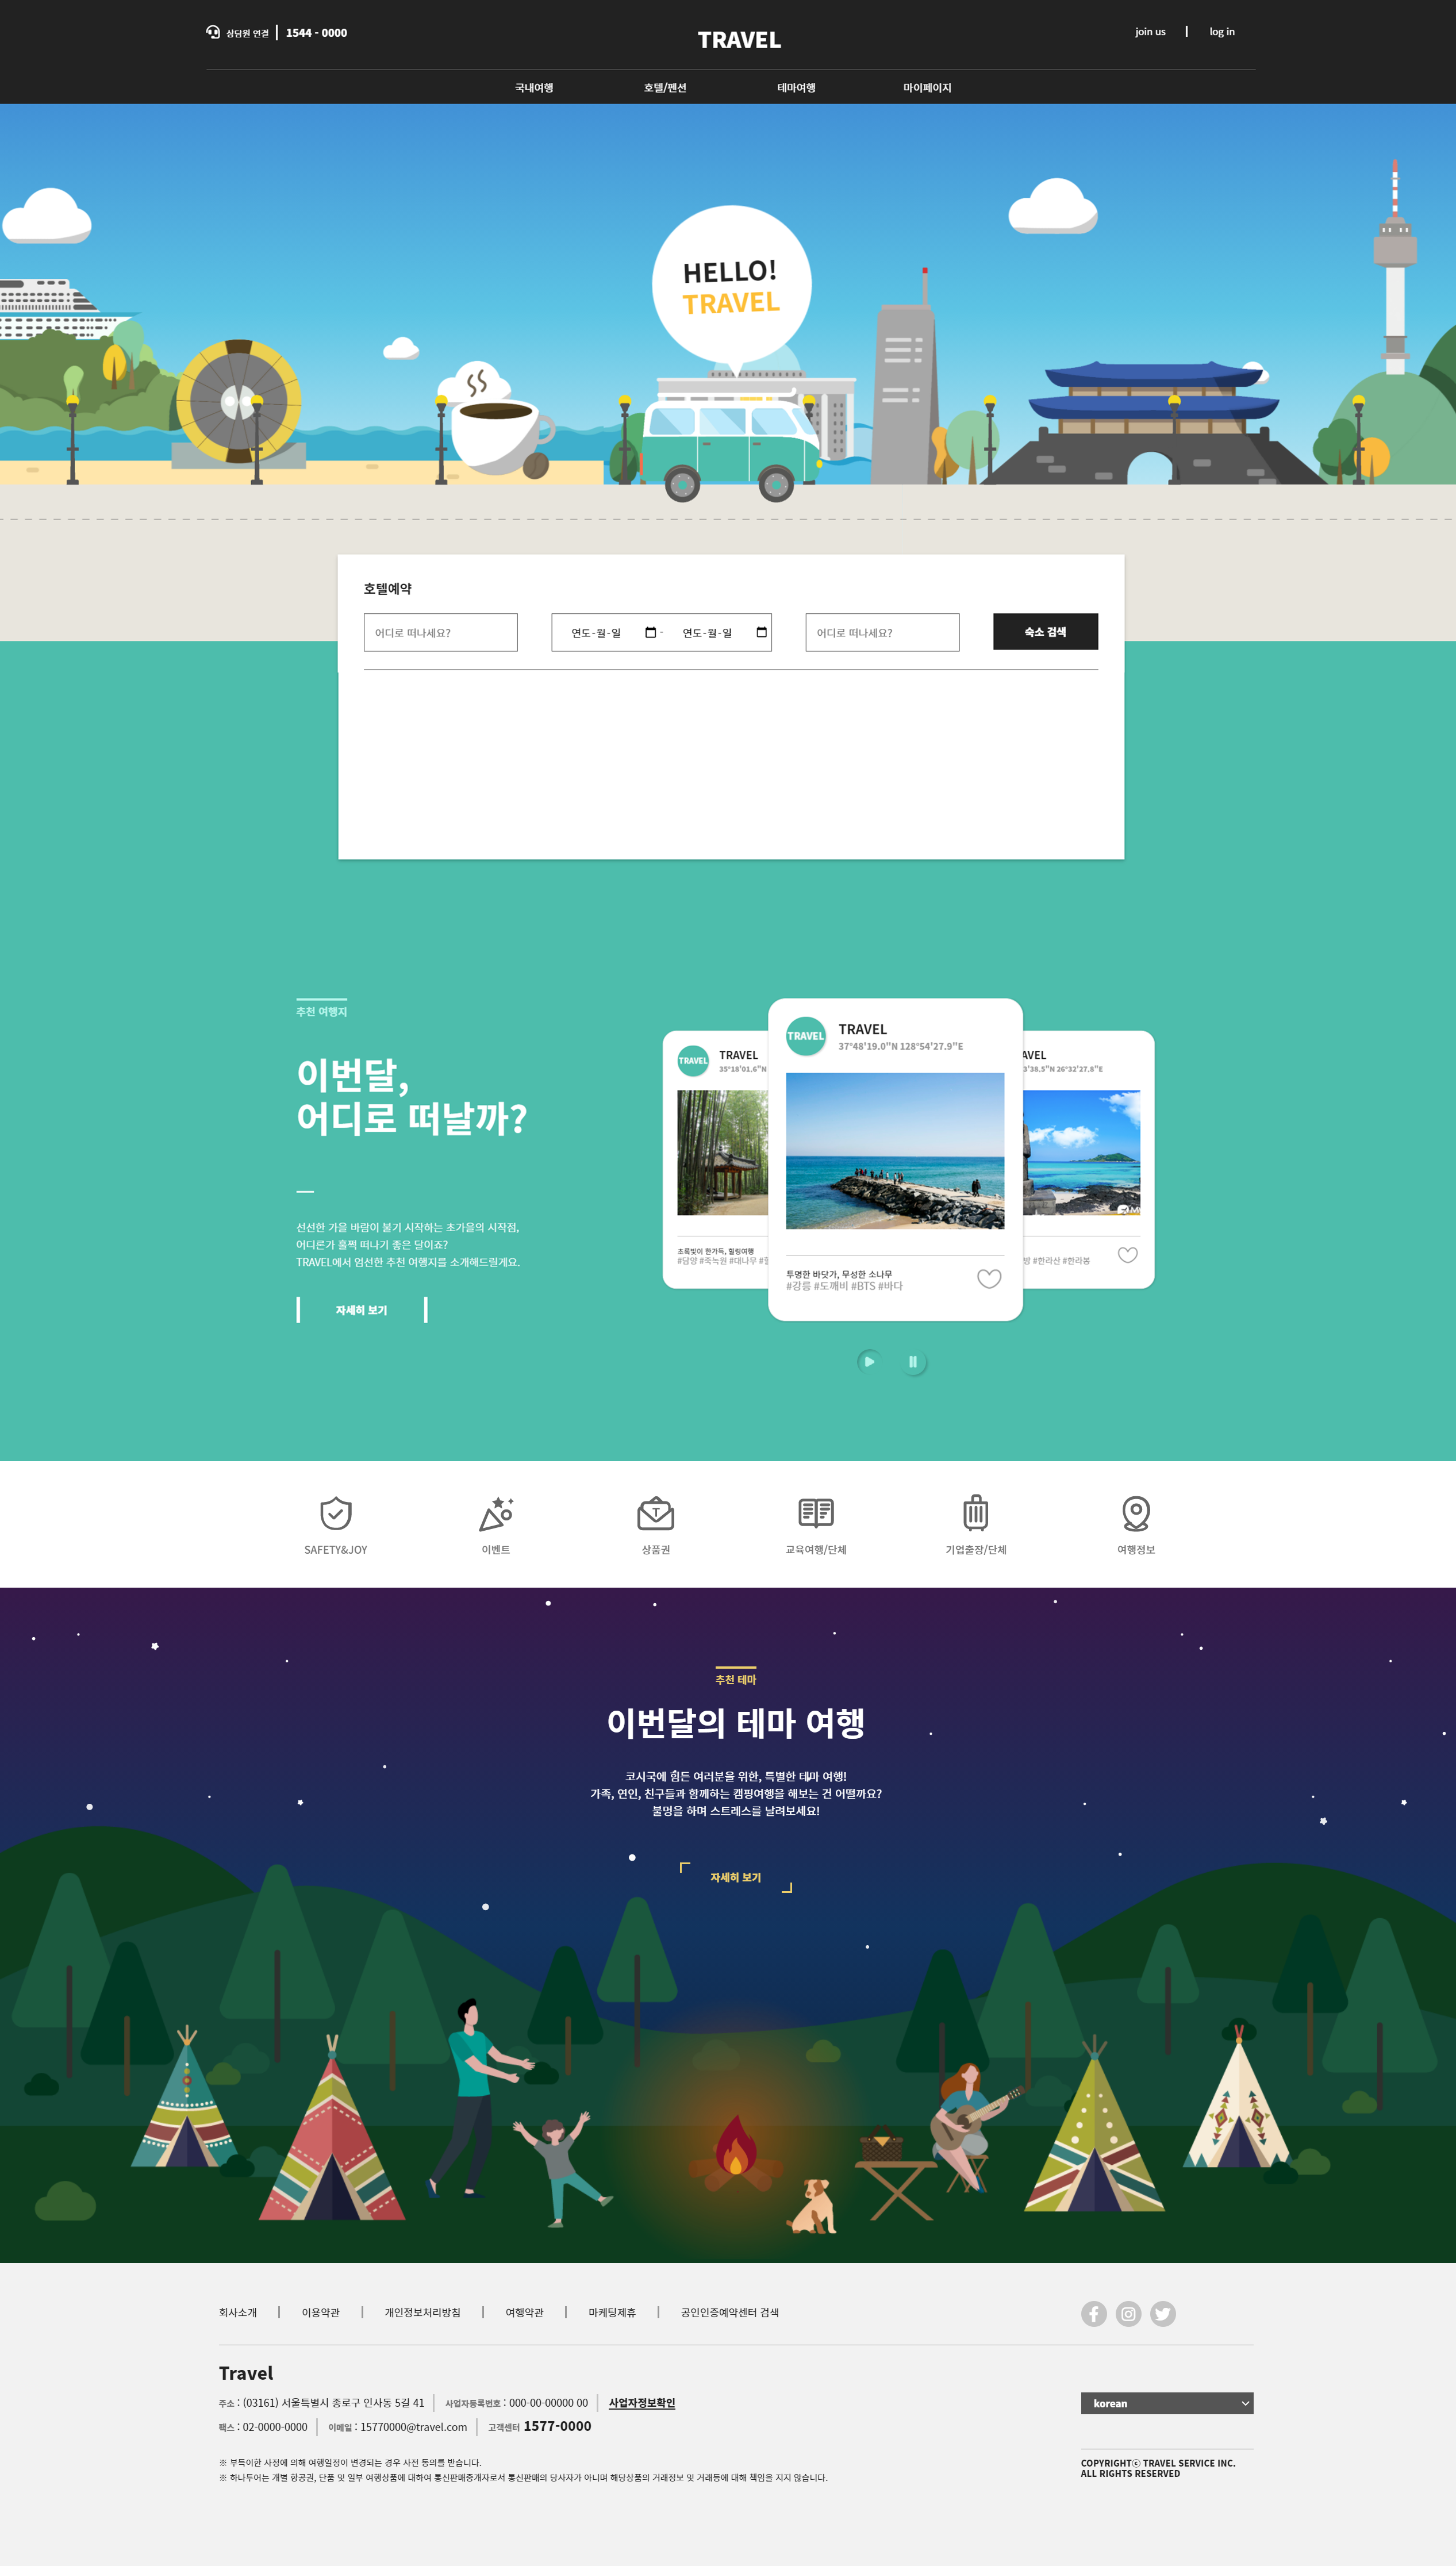 상담원 연결 1544 - 0000
TRAVEL
join us
log in
국내여행
호텔/펜션
테마여행
마이페이지
HELLO!
TRAVEL
호텔예약
어디로 떠나세요?
연도-월-일 - 연도-월-일
어디로 떠나세요?
숙소 검색
추천 여행지
이번달,
어디로 떠날까?
선선한 가을 바람이 불기 시작하는 초가을의 시작점,
어디론가 훌쩍 떠나기 좋은 달이죠?
TRAVEL에서 엄선한 추천 여행지를 소개해드릴게요.
자세히 보기
TRAVEL
TRAVEL
35°18'01.6"N
초록빛이 한가득, 힐링여행
#담양 #죽녹원 #대나무
TRAVEL
TRAVEL
37°48'19.0"N 128°54'27.9"E
투명한 바닷가, 무성한 소나무
#강릉 #도깨비 #BTS #바다
AVEL
3'38.5"N 26°32'27.8"E
#한라산 #한라봉
SAFETY&JOY
이벤트
상품권
교육여행/단체
기업출장/단체
여행정보
추천 테마
이번달의 테마 여행
코시국에 힘든 여러분을 위한, 특별한 테마 여행!
가족, 연인, 친구들과 함께하는 캠핑여행을 해보는 건 어떨까요?
불멍을 하며 스트레스를 날려보세요!
자세히 보기
회사소개
이용약관
개인정보처리방침
여행약관
마케팅제휴
공인인증예약센터 검색
Travel
주소 : (03161) 서울특별시 종로구 인사동 5길 41
사업자등록번호 : 000-00-00000 00
사업자정보확인
팩스 : 02-0000-0000
이메일 : 15770000@travel.com
고객센터 1577-0000
※ 부득이한 사정에 의해 여행일정이 변경되는 경우 사전 동의를 받습니다.
※ 하나투어는 개별 항공권, 단품 및 일부 여행상품에 대하여 통신판매중개자로서 통신판매의 당사자가 아니며 해당상품의 거래정보 및 거래등에 대해 책임을 지지 않습니다.
korean
COPYRIGHTⓒ TRAVEL SERVICE INC.
ALL RIGHTS RESERVED